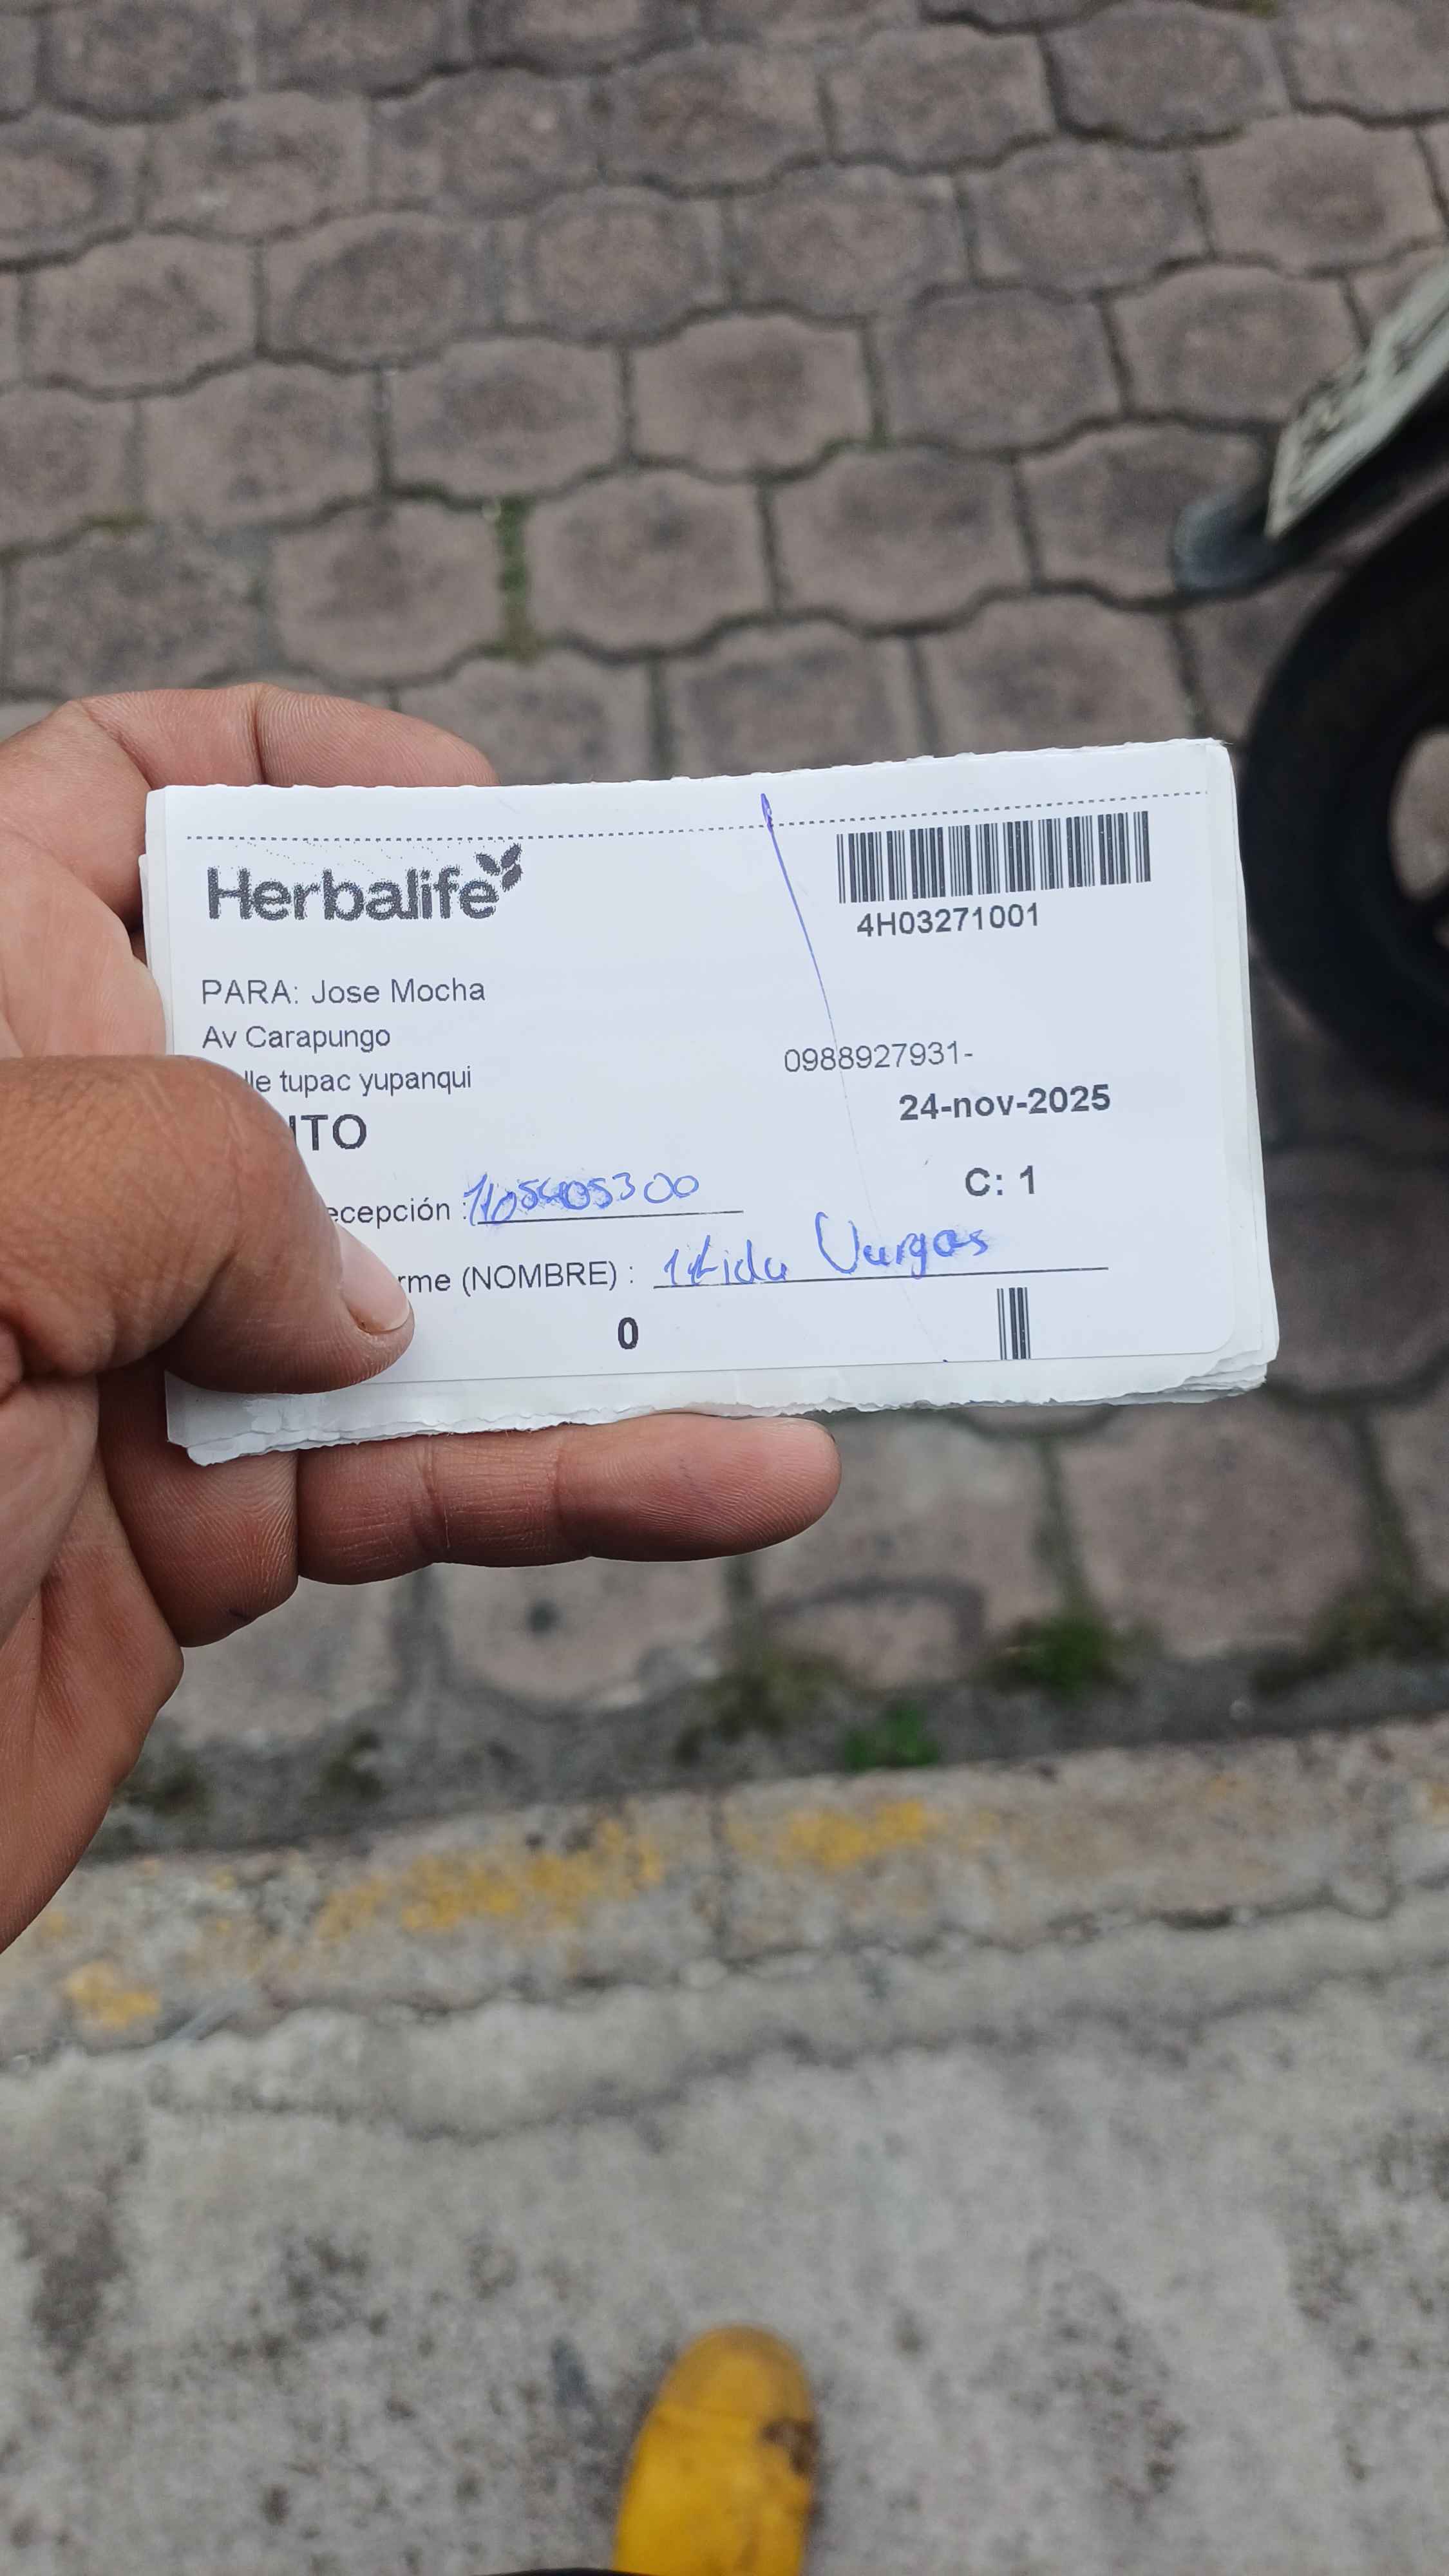 Herbalife
4H03271001
PARA: Jose Mocha
Av Carapungo
lle tupac yupanqui
0988927931-
ITO
24-nov-2025
ecepción :
C: 1
rme (NOMBRE) : Vargas
0